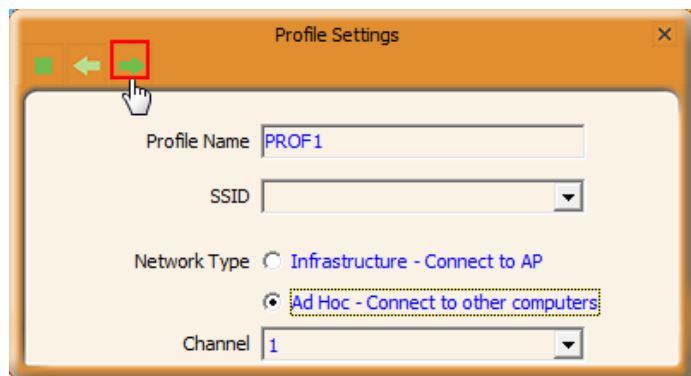 Profile Settings
Profile Name PROF1
SSID
Network Type Infrastructure - Connect to AP
Ad Hoc - Connect to other computers
Channel 1